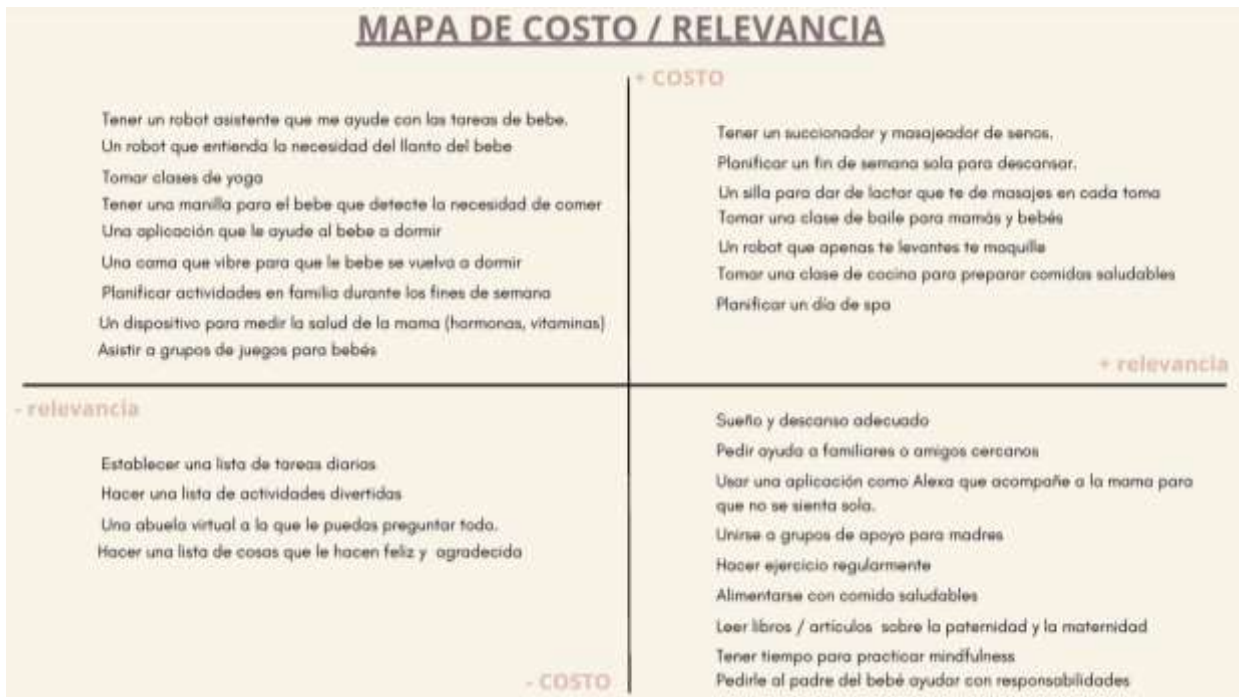 MAPA DE COSTO / RELEVANCIA
+ COSTO
Tener un robot asistente que me ayude con las tareas de bebe.
Un robot que entienda la necesidad del llanto del bebe
Tomar clases de yoga
Tener una manilla para el bebe que detecte la necesidad de comer
Una aplicación que le ayude al bebe a dormir
Una cama que vibre para que le bebe se vuelva a dormir
Planificar actividades en familia durante los fines de semana
Un dispositivo para medir la salud de la mama (hormonas, vitaminas)
Asistir a grupos de juegos para bebés
Tener un succionador y masajeador de senos.
Planificar un fin de semana sola para descansar.
Un silla para dar de lactar que te de masajes en cada toma
Tomar una clase de baile para mamás y bebés
Un robot que apenas te levantes te maquille
Tomar una clase de cocina para preparar comidas saludables
Planificar un día de spa
+ relevancia
- relevancia
Establecer una lista de tareas diarias
Hacer una lista de actividades divertidas
Una abuela virtual a la que le puedas preguntar todo.
Hacer una lista de cosas que le hacen feliz y agradecida
Sueño y descanso adecuado
Pedir ayuda a familiares o amigos cercanos
Usar una aplicación como Alexa que acompañe a la mama para
que no se sienta sola.
Unirse a grupos de apoyo para madres
Hacer ejercicio regularmente
Alimentarse con comida saludables
Leer libros / artículos sobre la paternidad y la maternidad
Tener tiempo para practicar mindfulness
Pedirle al padre del bebé ayudar con responsabilidades
- COSTO